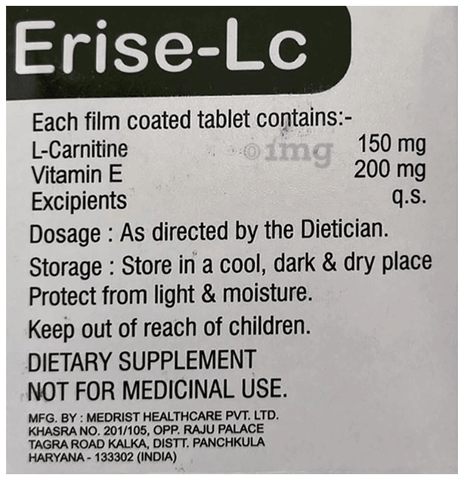 Erise-Lc
Each film coated tablet contains:-
L-Carnitine 150 mg
1mg
Vitamin E 200 mg
Excipients q.s.
Dosage : As directed by the Dietician.
Storage : Store in a cool, dark & dry place
Protect from light & moisture.
Keep out of reach of children.
DIETARY SUPPLEMENT
NOT FOR MEDICINAL USE.
MFG. BY : MEDRIST HEALTHCARE PVT. LTD.
KHASRA NO. 201/105, OPP. RAJU PALACE
TAGRA ROAD KALKA, DISTT. PANCHKULA
HARYANA - 133302 (INDIA)